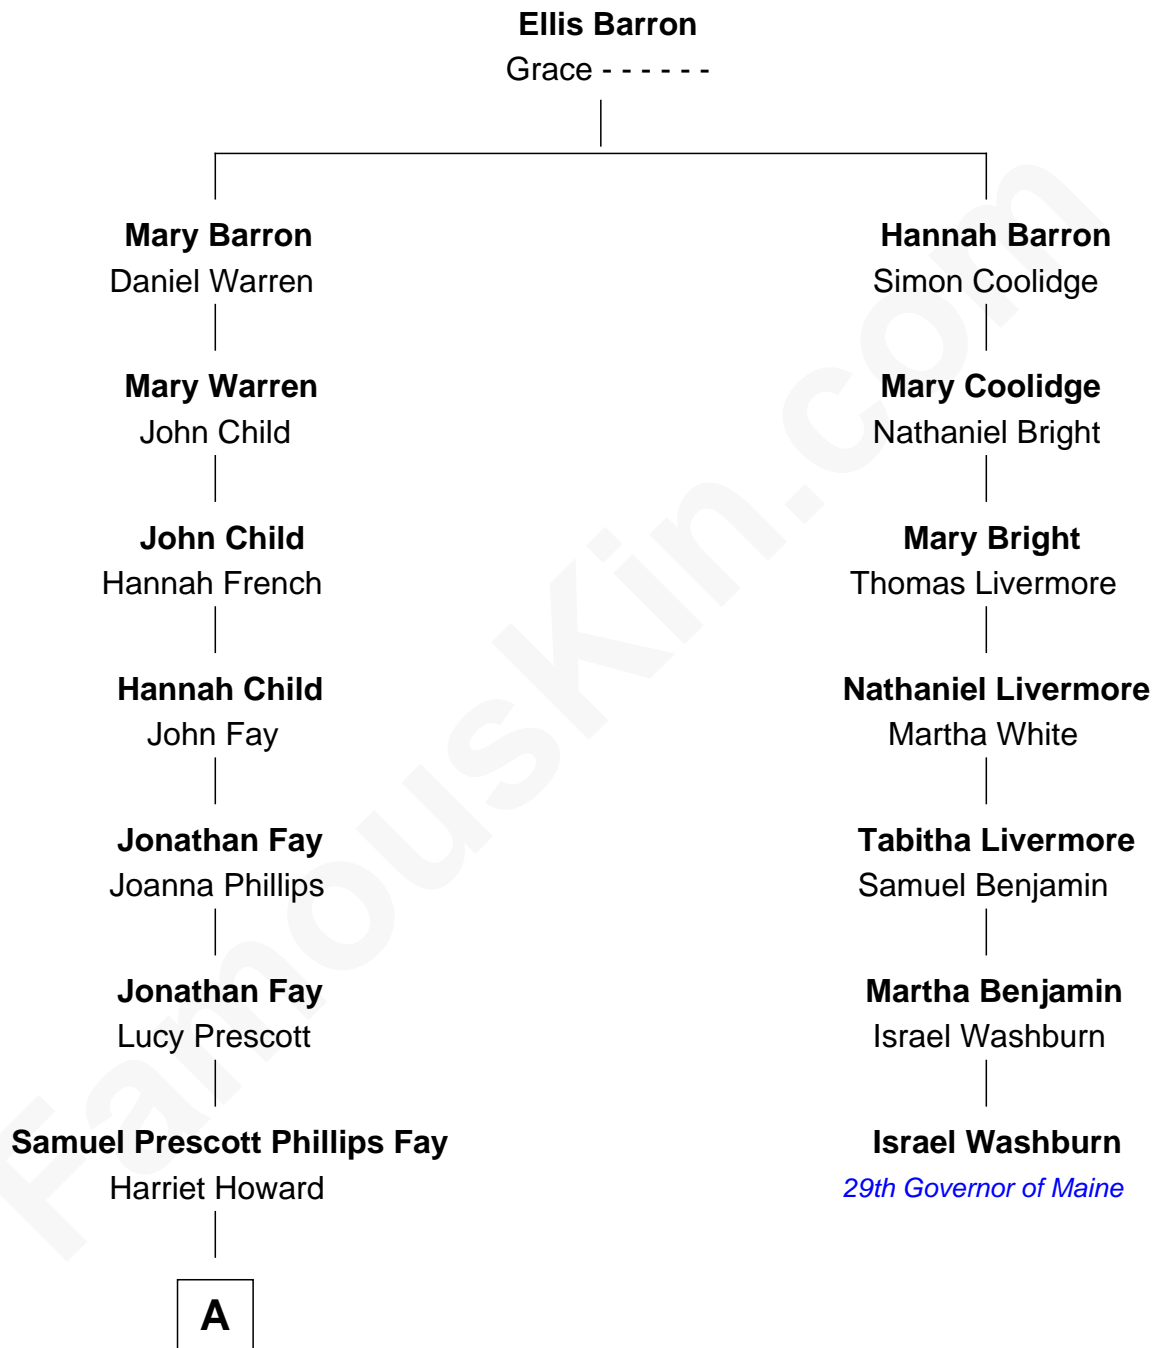 Ellis Barron
Grace - - - - - -
Mary Barron
Daniel Warren
Mary Warren
John Child
John Child
Hannah French
Hannah Child
John Fay
Jonathan Fay
Joanna Phillips
Jonathan Fay
Lucy Prescott
Samuel Prescott Phillips Fay
Harriet Howard
A
Hannah Barron
Simon Coolidge
Mary Coolidge
Nathaniel Bright
Mary Bright
Thomas Livermore
Nathaniel Livermore
Martha White
Tabitha Livermore
Samuel Benjamin
Martha Benjamin
Israel Washburn
Israel Washburn
29th Governor of Maine
FamousKin.com